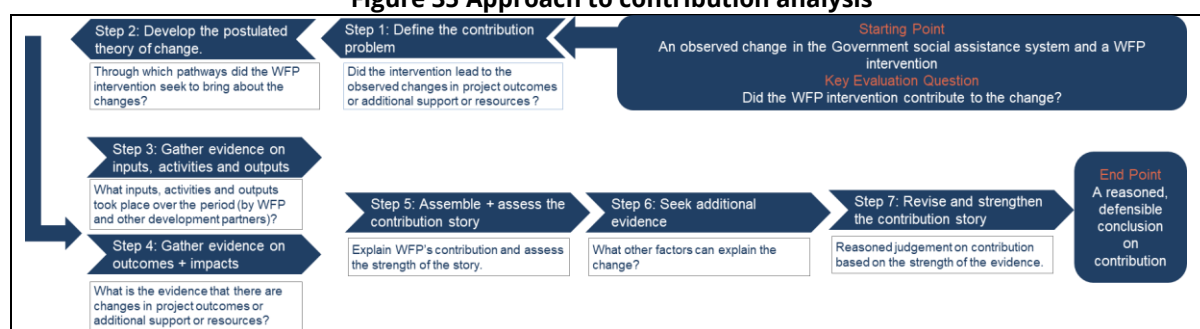 Figure 35 Approach to contribution analysis
Starting Point
An observed change in the Government social assistance system and a WFP
intervention
Key Evaluation Question
Did the WFP intervention contribute to the change?
Step 1: Define the contribution
problem
Did the intervention lead to the
observed changes in project outcomes
or additional support or resources ?
Step 2: Develop the postulated
theory of change.
Through which pathways did the WFP
intervention seek to bring about the
changes?
Step 3: Gather evidence on
inputs, activities and outputs
What inputs, activities and outputs
took place over the period (by WFP
and other development partners)?
Step 4: Gather evidence on
outcomes + impacts
What is the evidence that there are
changes in project outcomes or
additional support or resources?
Step 5: Assemble + assess the
contribution story
Explain WFP's contribution and assess
the strength of the story.
Step 6: Seek additional
evidence
What other factors can explain the
change?
Step 7: Revise and strengthen
the contribution story
Reasoned judgement on contribution
based on the strength of the evidence.
End Point
A reasoned,
defensible
conclusion
on
contribution